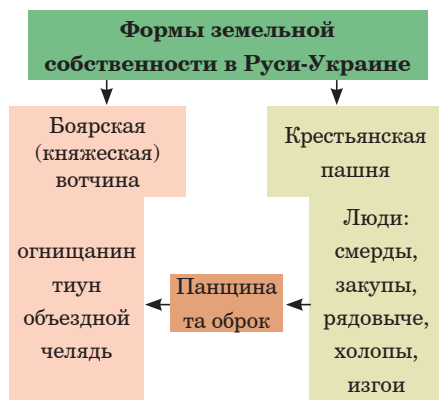 Формы земельной
собственности в Руси-Украине
Боярская
(княжеская)
вотчина
Крестьянская
пашня
огнищанин
тиун
объездной
челядь
Панщина
та оброк
Люди:
смерды,
закупы,
рядовыче,
холопы,
изгои